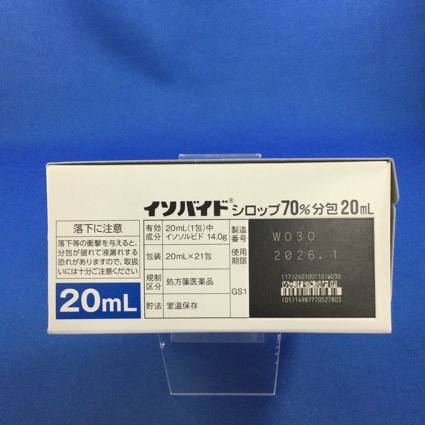 イソバイド® シロップ70％分包20mL
落下に注意
落下等の衝撃を与えると、
分包が破れて液漏れする
恐れがありますので、取扱
いには十分ご注意ください
20mL
有効成分 20mL(1包)中 イソソルビド 14.0g
包装 20mL×21包
規制区分 処方箋医薬品
貯法 室温保存
製造番号 W030
使用期限 2026.1
GS1
(17)260100(10)W030
(01)14987770527803